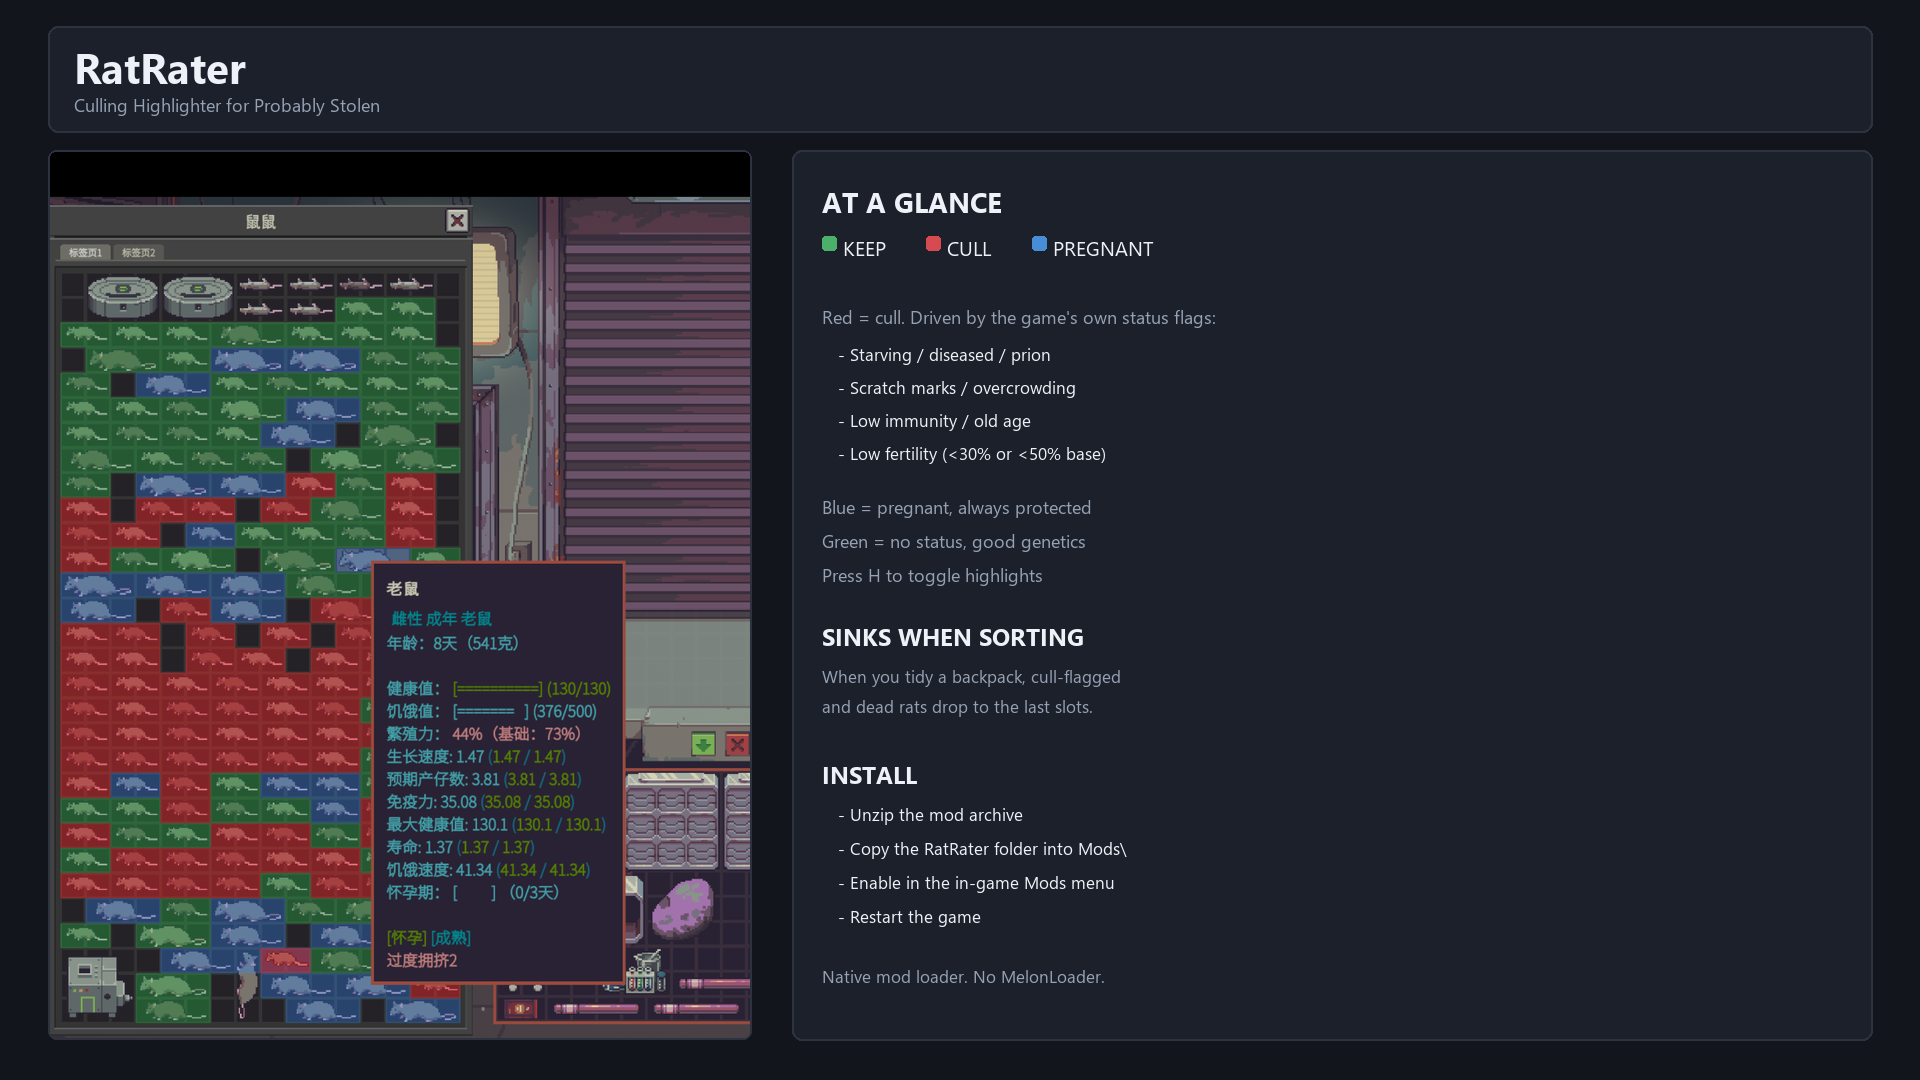 RatRater
Culling Highlighter for Probably Stolen
鼠鼠
标签页1 标签页2
老鼠
雌性 成年 老鼠
年龄：8天（541克）
健康值： [==========] (130/130)
饥饿值： [======= ] (376/500)
繁殖力： 44%（基础：73%）
生长速度: 1.47 (1.47 / 1.47)
预期产仔数: 3.81 (3.81 / 3.81)
免疫力: 35.08 (35.08 / 35.08)
最大健康值: 130.1 (130.1 / 130.1)
寿命: 1.37 (1.37 / 1.37)
饥饿速度: 41.34 (41.34 / 41.34)
怀孕期： [ ] （0/3天）
[怀孕] [成熟]
过度拥挤2
AT A GLANCE
KEEP CULL PREGNANT
Red = cull. Driven by the game's own status flags:
- Starving / diseased / prion
- Scratch marks / overcrowding
- Low immunity / old age
- Low fertility (<30% or <50% base)
Blue = pregnant, always protected
Green = no status, good genetics
Press H to toggle highlights
SINKS WHEN SORTING
When you tidy a backpack, cull-flagged
and dead rats drop to the last slots.
INSTALL
- Unzip the mod archive
- Copy the RatRater folder into Mods\
- Enable in the in-game Mods menu
- Restart the game
Native mod loader. No MelonLoader.